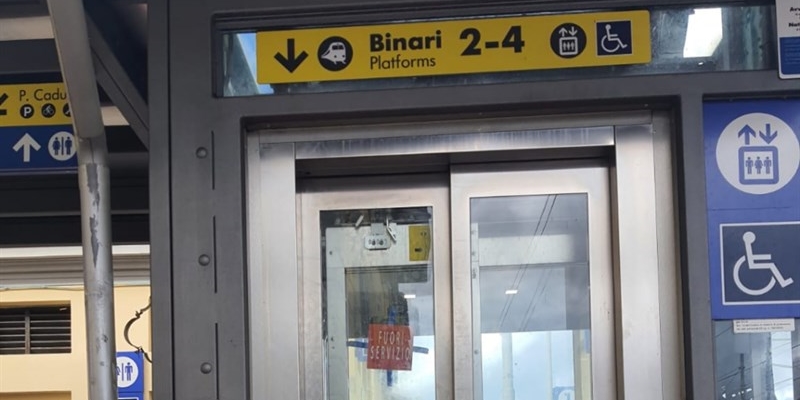 Binari 2-4
Platforms
P. Cadu
P
FUORI
SERVIZIO